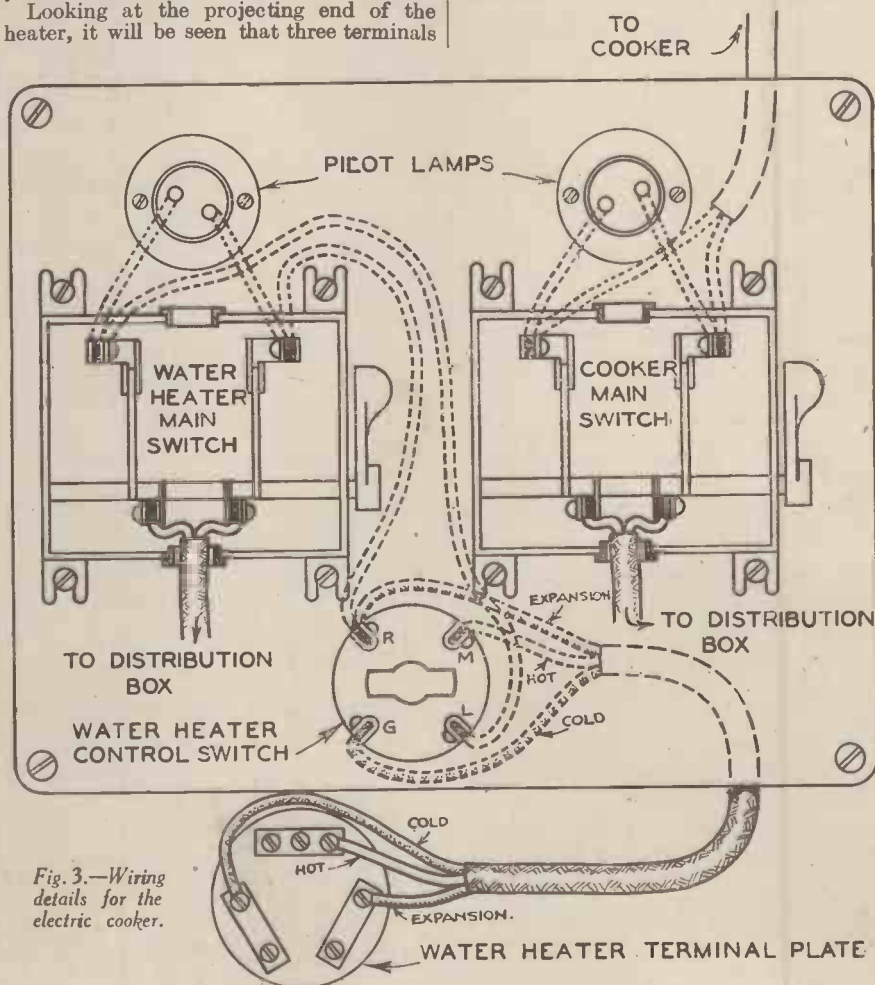 Looking at the projecting end of the
heater, it will be seen that three terminals
TO
COOKER
PILOT LAMPS
WATER
HEATER
MAIN
SWITCH
COOKER
MAIN
SWITCH
EXPANSION
R
M
HOT
TO DISTRIBUTION
BOX
TO DISTRIBUTION
BOX
G
L
COLD
WATER HEATER
CONTROL SWITCH
COLD
HOT
EXPANSION.
Fig. 3.—Wiring
details for the
electric cooker.
WATER HEATER TERMINAL PLATE